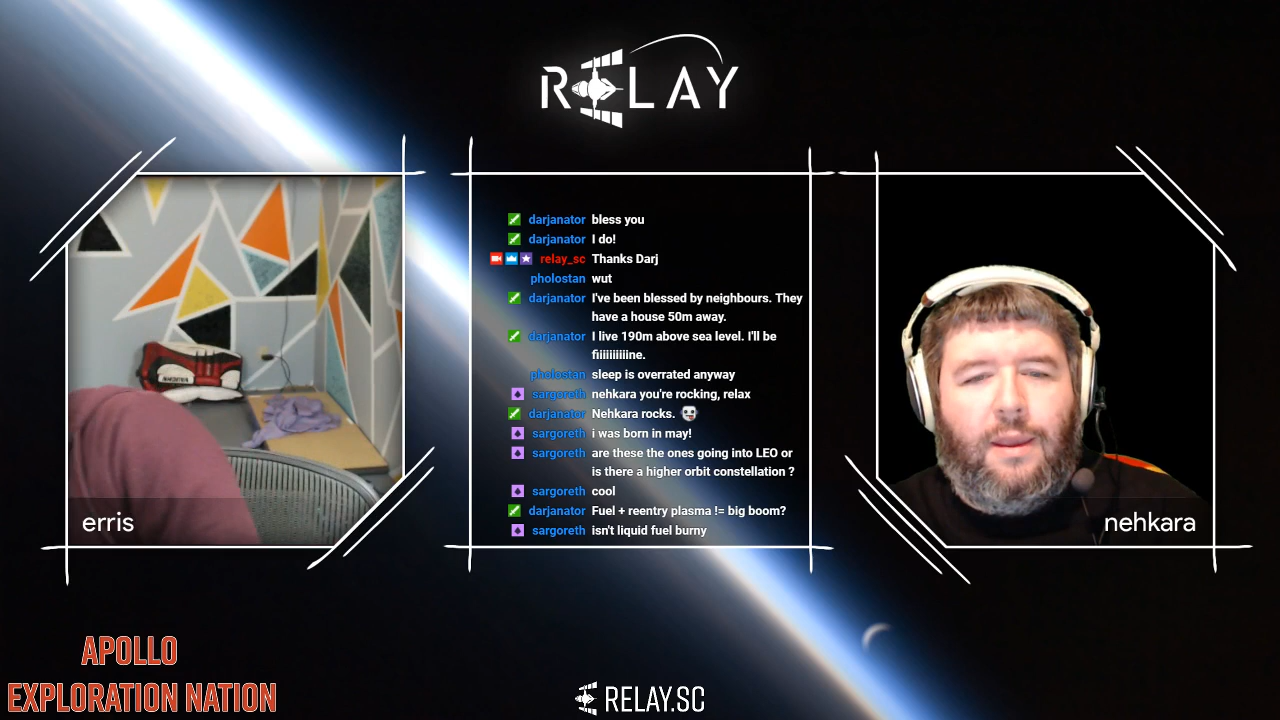 RELAY
darjanator bless you
darjanator I do!
relay_sc Thanks Darj
pholostan wut
darjanator I've been blessed by neighbours. They
have a house 50m away.
darjanator I live 190m above sea level. I'll be
fiiiiiiiiine.
pholostan sleep is overrated anyway
sargoreth nehkara you're rocking, relax
darjanator Nehkara rocks.
sargoreth i was born in may!
sargoreth are these the ones going into LEO or
is there a higher orbit constellation ?
sargoreth cool
darjanator Fuel + reentry plasma != big boom?
sargoreth isn't liquid fuel burny
erris
nehkara
APOLLO
EXPLORATION NATION
RELAY.SC